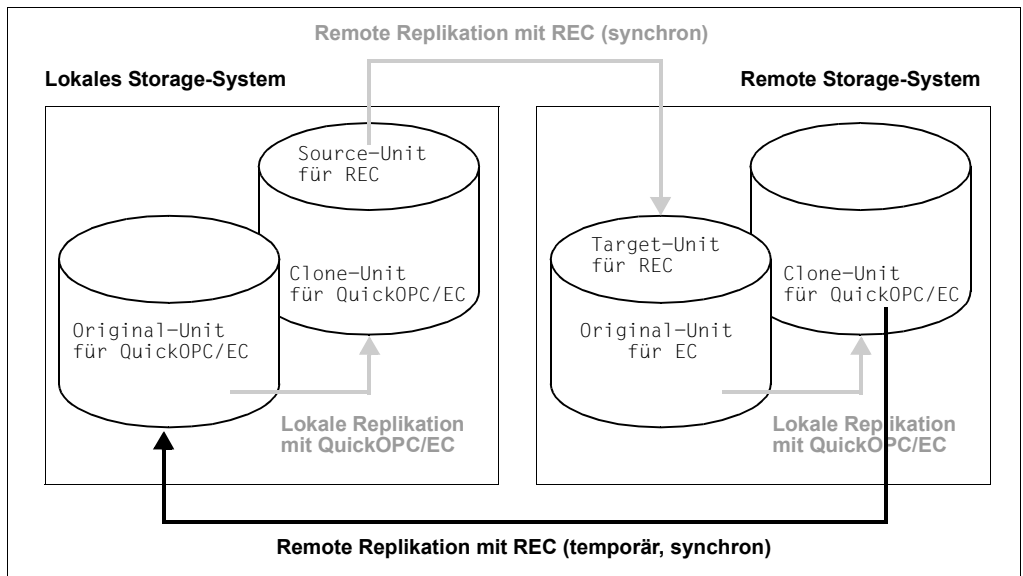 Remote Replikation mit REC (synchron)
Lokales Storage-System
Remote Storage-System
Source-Unit
für REC
Clone-Unit
für QuickOPC/EC
Original-Unit
für QuickOPC/EC
Lokale Replikation
mit QuickOPC/EC
Target-Unit
für REC
Original-Unit
für EC
Clone-Unit
für QuickOPC/EC
Lokale Replikation
mit QuickOPC/EC
Remote Replikation mit REC (temporär, synchron)